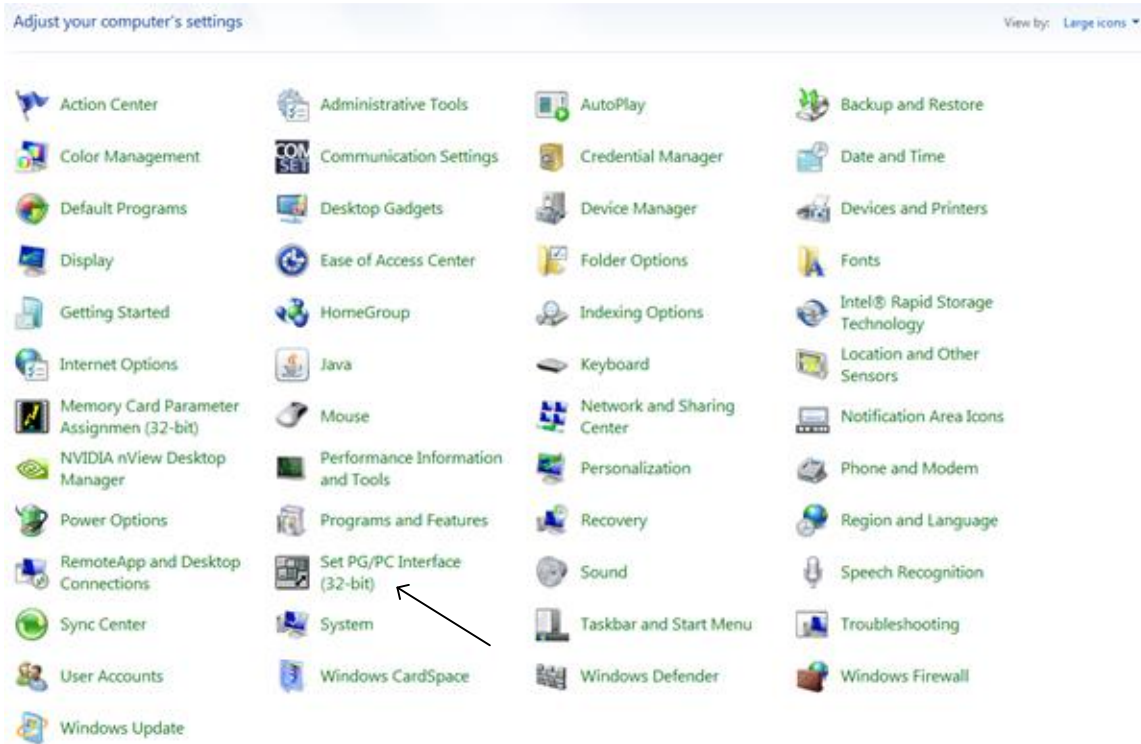 Adjust your computer's settings
View by: Large icons
Action Center
Administrative Tools
AutoPlay
Backup and Restore
Color Management
CON
SET
Communication Settings
Credential Manager
Date and Time
Default Programs
Desktop Gadgets
Device Manager
Devices and Printers
Display
Ease of Access Center
Folder Options
Fonts
Getting Started
HomeGroup
Indexing Options
Intel® Rapid Storage
Technology
Internet Options
Java
Keyboard
Location and Other
Sensors
Memory Card Parameter
Assignmen (32-bit)
Mouse
Network and Sharing
Center
Notification Area Icons
NVIDIA nView Desktop
Manager
Performance Information
and Tools
Personalization
Phone and Modem
Power Options
Programs and Features
Recovery
Region and Language
RemoteApp and Desktop
Connections
Set PG/PC Interface
(32-bit)
Sound
Speech Recognition
Sync Center
System
Taskbar and Start Menu
Troubleshooting
User Accounts
Windows CardSpace
Windows Defender
Windows Firewall
Windows Update